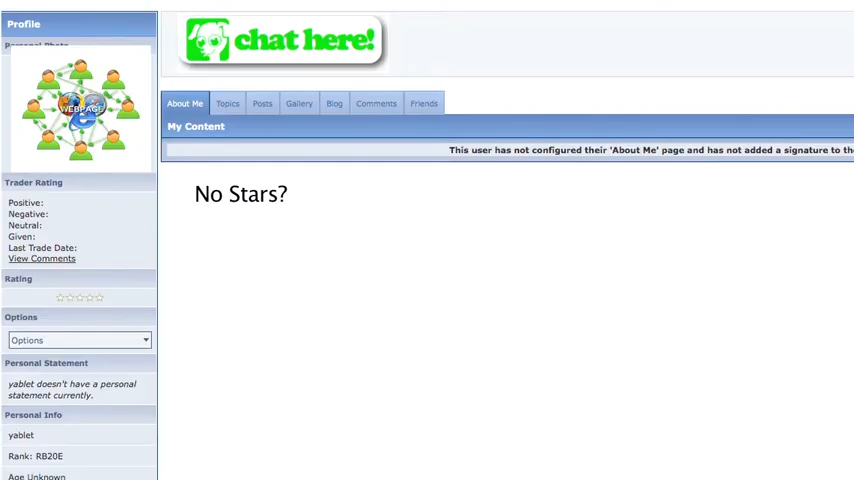 Profile
Personal Photo
WEBPAGE
Trader Rating
Positive:
Negative:
Neutral:
Given:
Last Trade Date:
View Comments
Rating
Options
Options
Personal Statement
yablet doesn't have a personal
statement currently.
Personal Info
yablet
Rank: RB20E
Age Unknown
chat here!
About Me
Topics
Posts
Gallery
Blog
Comments
Friends
My Content
This user has not configured their 'About Me' page and has not added a signature to the
No Stars?